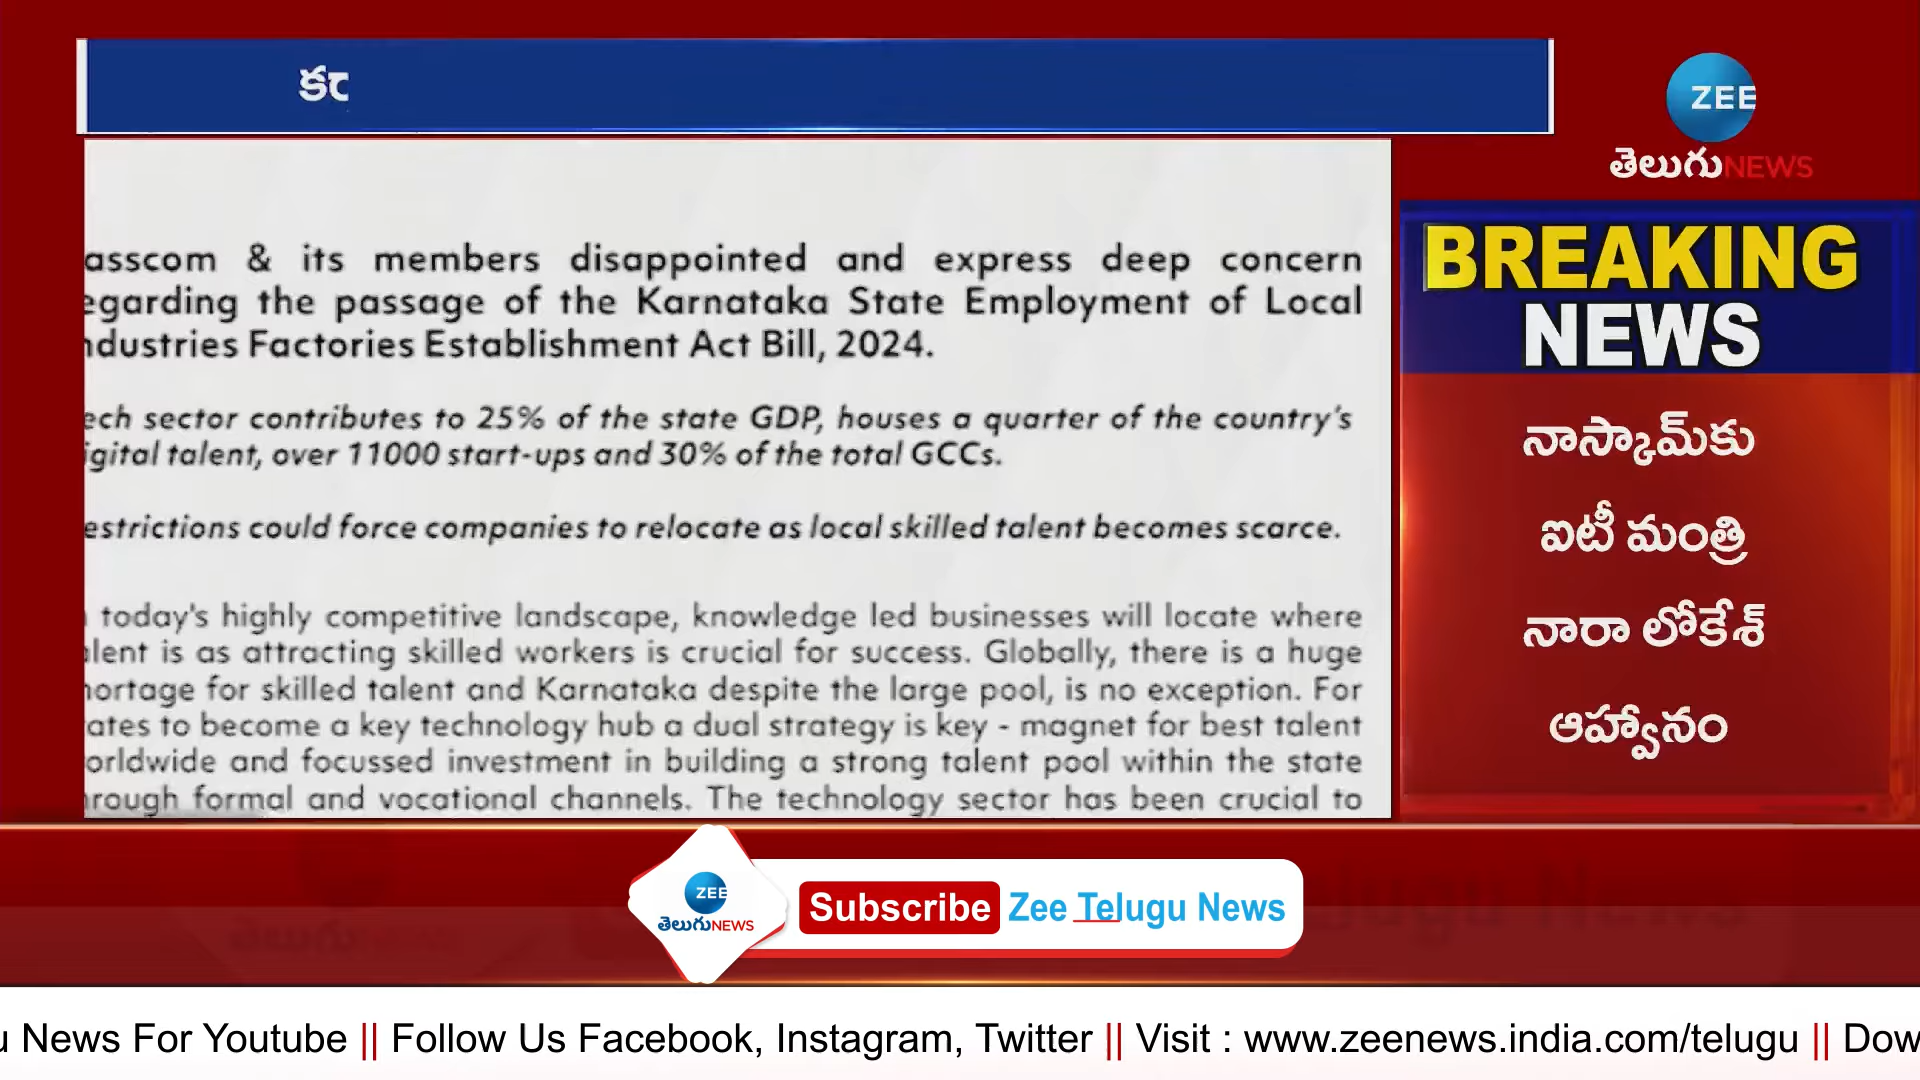 ZEE
తెలుగు NEWS
BREAKING
NEWS
నాస్కామ్‌కు
ఐటీ మంత్రి
నారా లోకేశ్
ఆహ్వానం
asscom & its members disappointed and express deep concern
egarding the passage of the Karnataka State Employment of Local
ndustries Factories Establishment Act Bill, 2024.
ech sector contributes to 25% of the state GDP, houses a quarter of the country's
igital talent, over 11000 start-ups and 30% of the total GCCs.
estrictions could force companies to relocate as local skilled talent becomes scarce.
today's highly competitive landscape, knowledge led businesses will locate where
alent is as attracting skilled workers is crucial for success. Globally, there is a huge
hortage for skilled talent and Karnataka despite the large pool, is no exception. For
ates to become a key technology hub a dual strategy is key - magnet for best talent
orldwide and focussed investment in building a strong talent pool within the state
hrough formal and vocational channels. The technology sector has been crucial to
ZEE
తెలుగు NEWS
Subscribe Zee Telugu News
u News For Youtube || Follow Us Facebook, Instagram, Twitter || Visit : www.zeenews.india.com/telugu || Dow